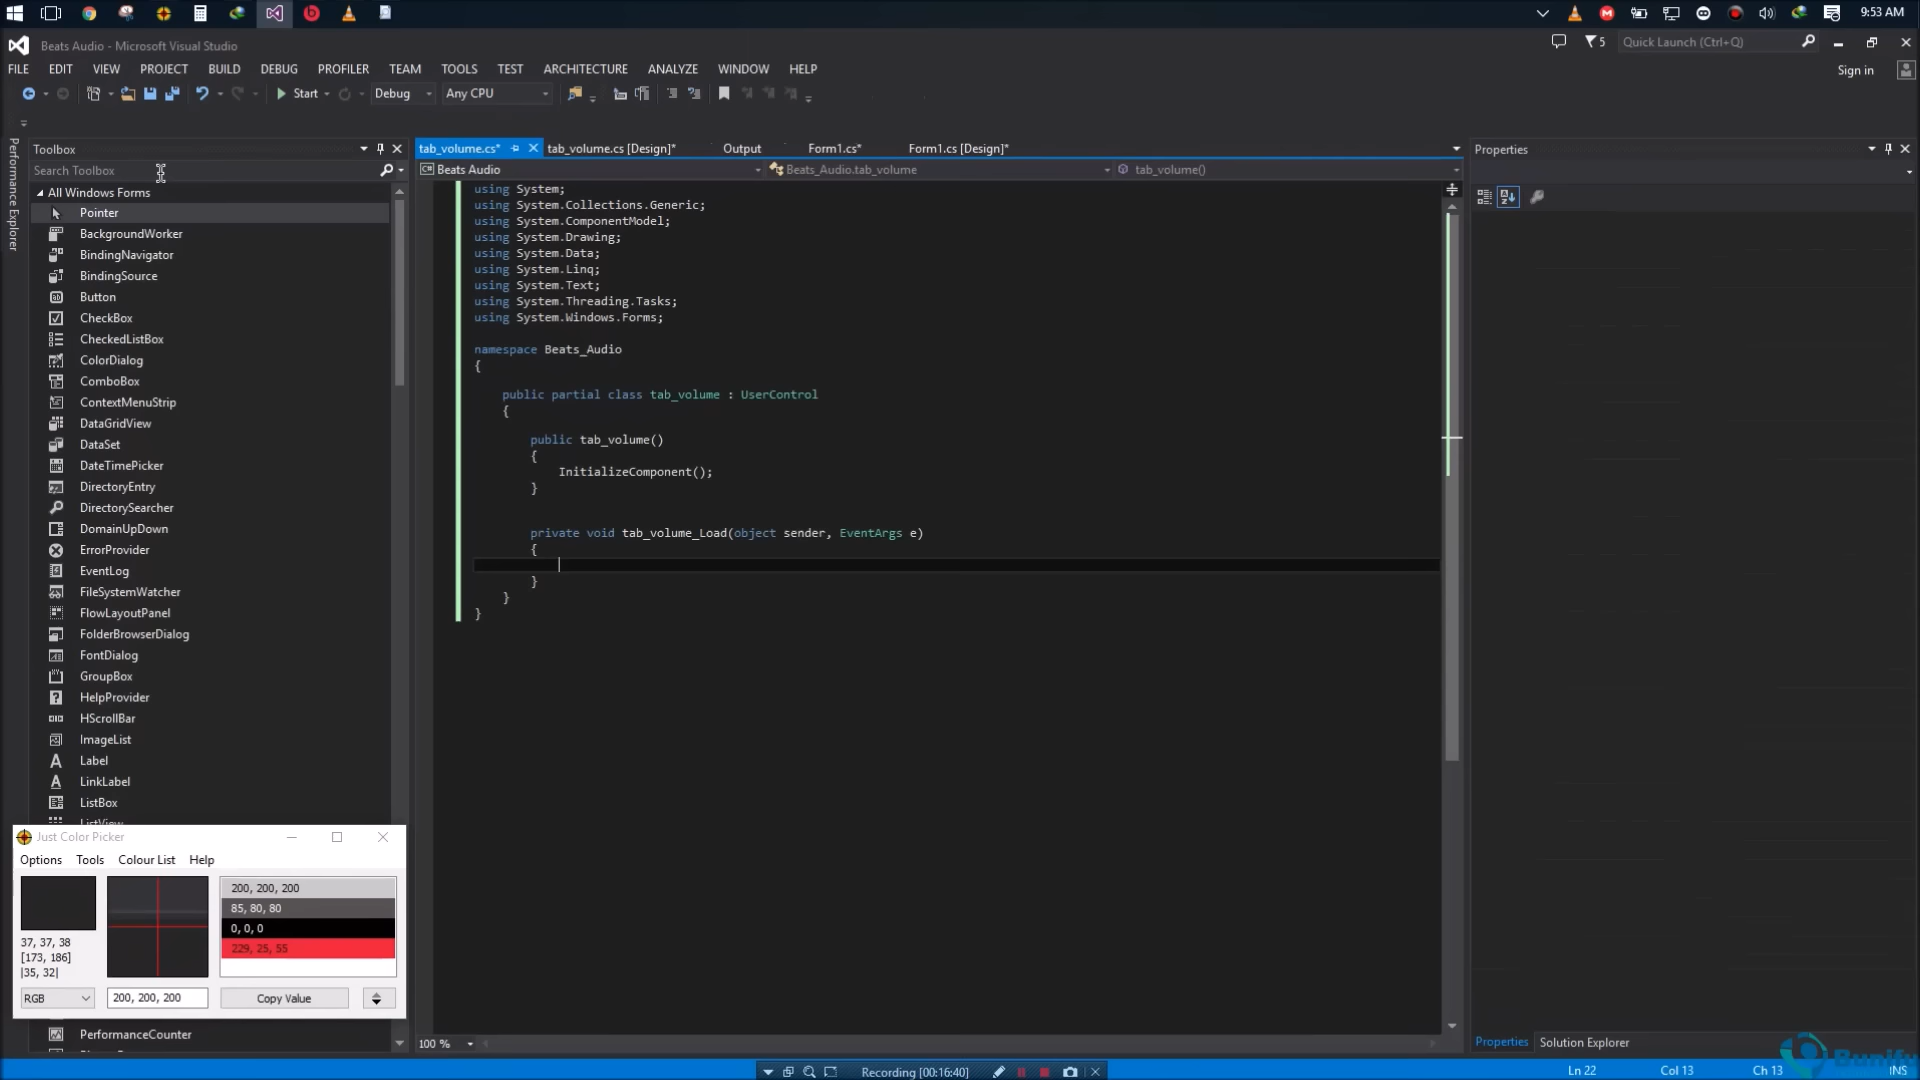 9:53 AM
Beats Audio - Microsoft Visual Studio
5
Quick Launch (Ctrl+Q)
FILE EDIT VIEW PROJECT BUILD DEBUG PROFILER TEAM TOOLS TEST ARCHITECTURE ANALYZE WINDOW HELP
Sign in
Start Debug Any CPU
Performance Explorer
Toolbox
Search Toolbox
All Windows Forms
Pointer
BackgroundWorker
BindingNavigator
BindingSource
Button
CheckBox
CheckedListBox
ColorDialog
ComboBox
ContextMenuStrip
DataGridView
DataSet
DateTimePicker
DirectoryEntry
DirectorySearcher
DomainUpDown
ErrorProvider
EventLog
FileSystemWatcher
FlowLayoutPanel
FolderBrowserDialog
FontDialog
GroupBox
HelpProvider
HScrollBar
ImageList
Label
LinkLabel
ListBox
ListView
Just Color Picker
Options Tools Colour List Help
200, 200, 200
85, 80, 80
0, 0, 0
229, 25, 55
37, 37, 38
[173, 186]
|35, 32|
RGB 200, 200, 200 Copy Value
PerformanceCounter
tab_volume.cs* tab_volume.cs [Design]* Output Form1.cs* Form1.cs [Design]*
Beats Audio Beats_Audio.tab_volume tab_volume()
using System;
using System.Collections.Generic;
using System.ComponentModel;
using System.Drawing;
using System.Data;
using System.Linq;
using System.Text;
using System.Threading.Tasks;
using System.Windows.Forms;
namespace Beats_Audio
{
public partial class tab_volume : UserControl
{
public tab_volume()
{
InitializeComponent();
}
private void tab_volume_Load(object sender, EventArgs e)
{
}
}
}
100 %
Properties
Properties Solution Explorer
Recording [00:16:40]
Ln 22 Col 13 Ch 13 INS